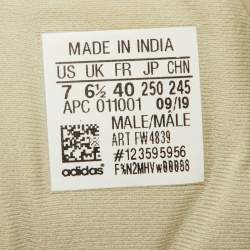 MADE IN INDIA
US UK FR JP CHN
7 6½ 40 250 245
APC 011001 09/19
MALE/MÂLE
ART FW4839
#123595956
adidas